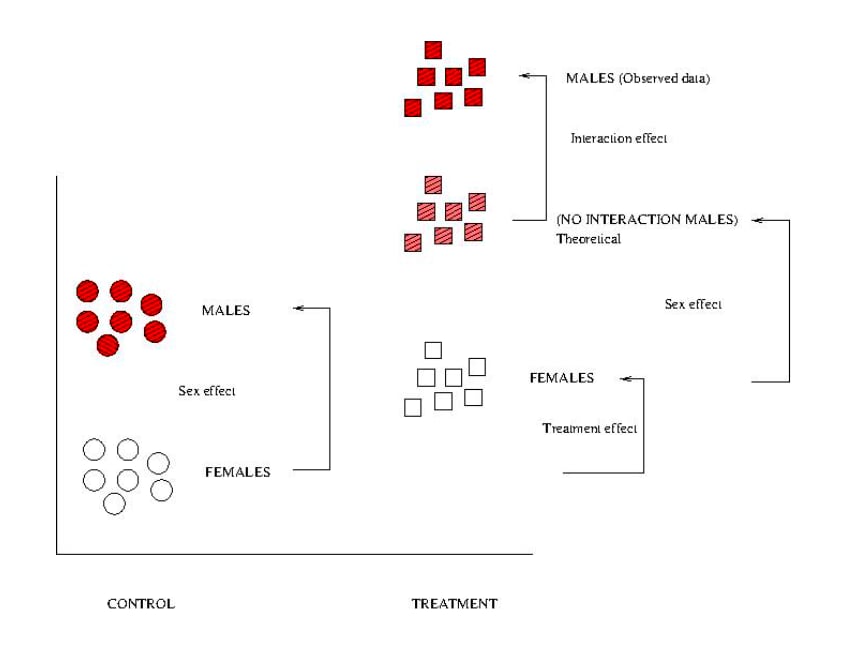 MALES (Observed data)
Interaction effect
(NO INTERACTION MALES)
Theoretical
Sex effect
MALES
FEMALES
Sex effect
Treatment effect
FEMALES
CONTROL
TREATMENT